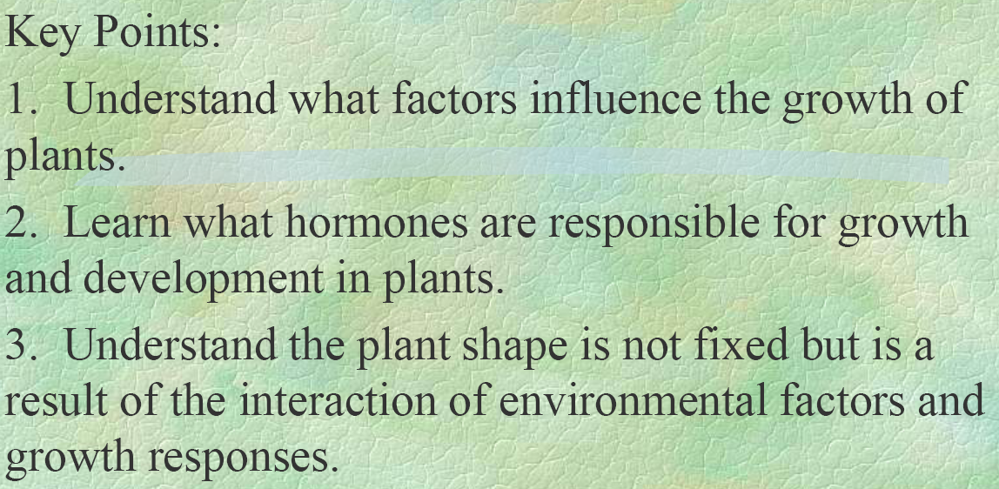 Key Points:
1. Understand what factors influence the growth of
plants.
2. Learn what hormones are responsible for growth
and development in plants.
3. Understand the plant shape is not fixed but is a
result of the interaction of environmental factors and
growth responses.